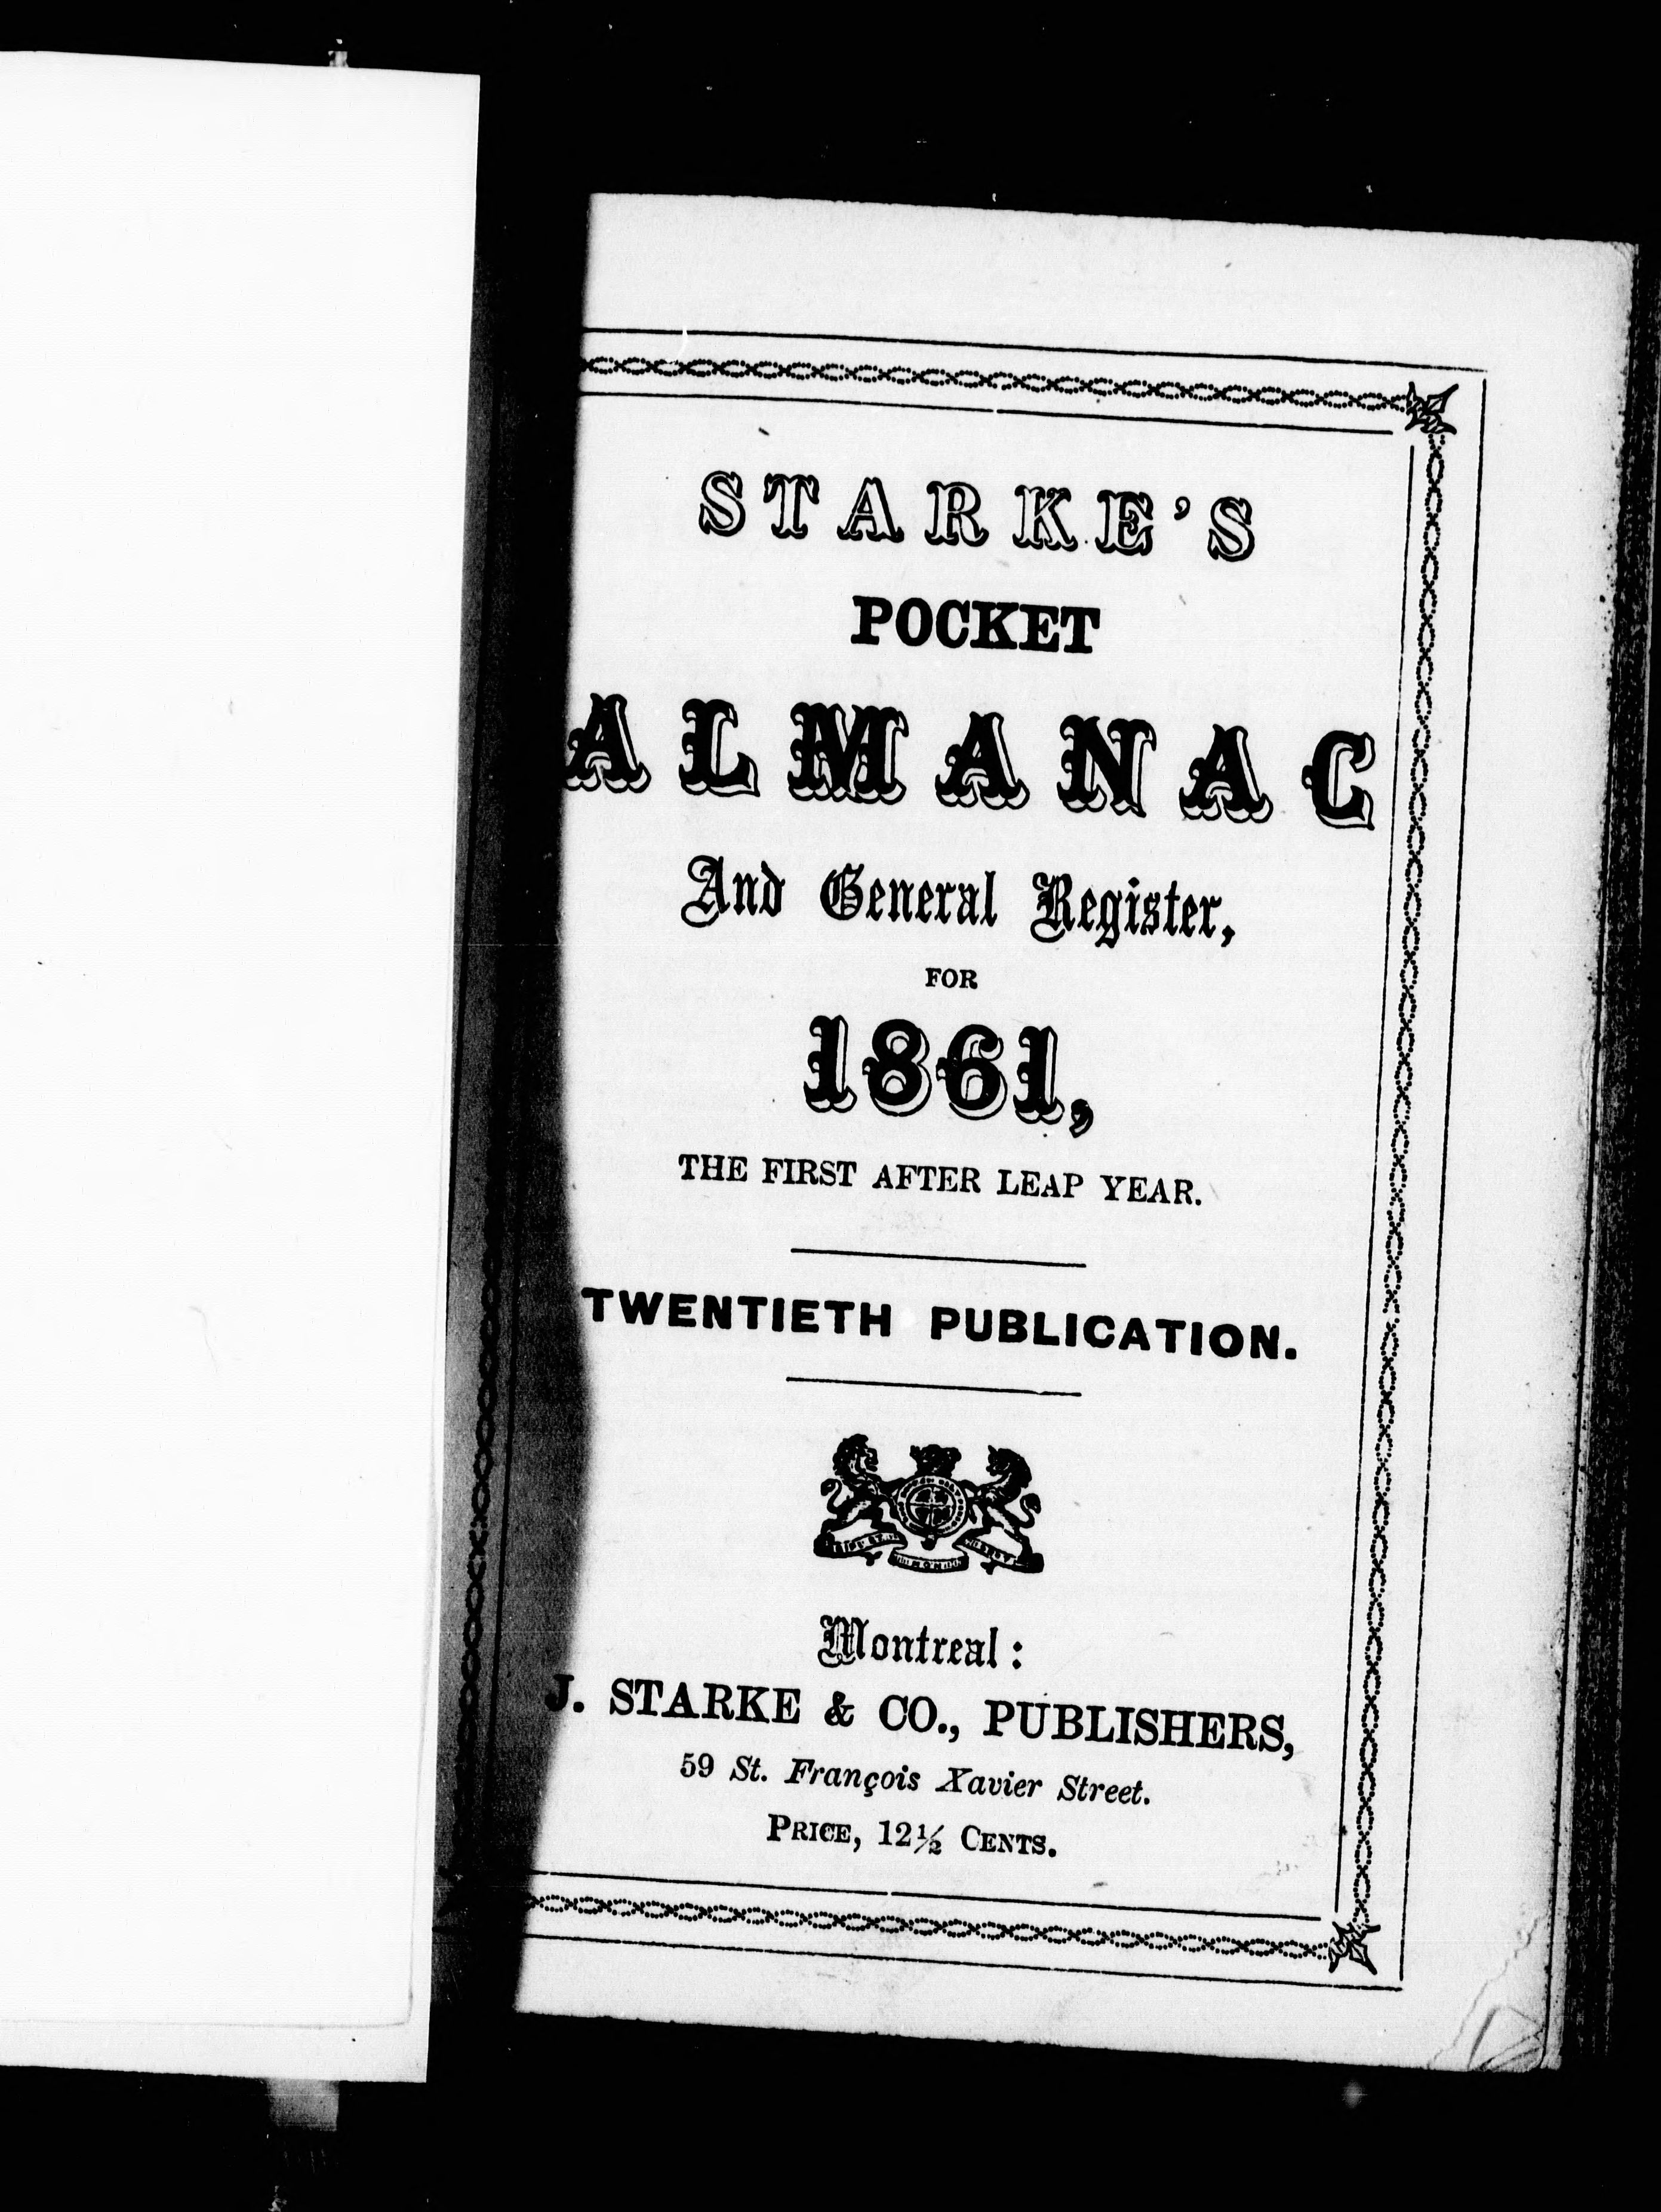 STARKE'S
POCKET
ALMANAC
And General Register,
FOR
1861,
THE FIRST AFTER LEAP YEAR.
TWENTIETH PUBLICATION.
Montreal:
J. STARKE & CO., PUBLISHERS,
59 St. François Xavier Street.
PRICE, 12½ CENTS.